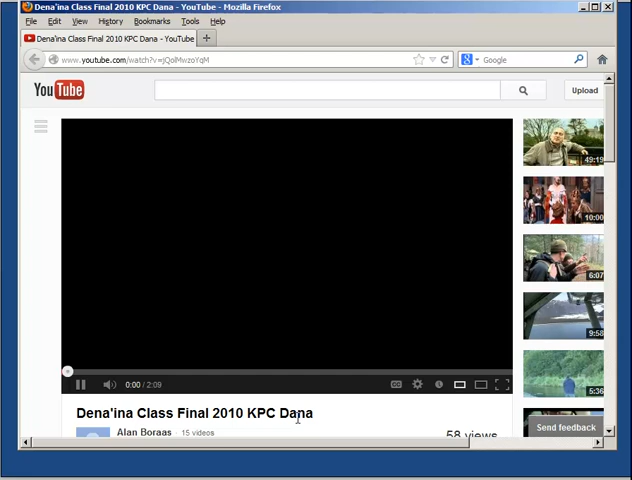 Dena'ina Class Final 2010 KPC Dana - YouTube - Mozilla Firefox
File Edit View History Bookmarks Tools Help
Dena'ina Class Final 2010 KPC Dana - YouTube
Google
YouTube
Upload
49:19
10:00
6:07
9:58
5:36
0:00 / 2:09
Dena'ina Class Final 2010 KPC Dana
Alan Boraas · 15 videos
58 views
Send feedback